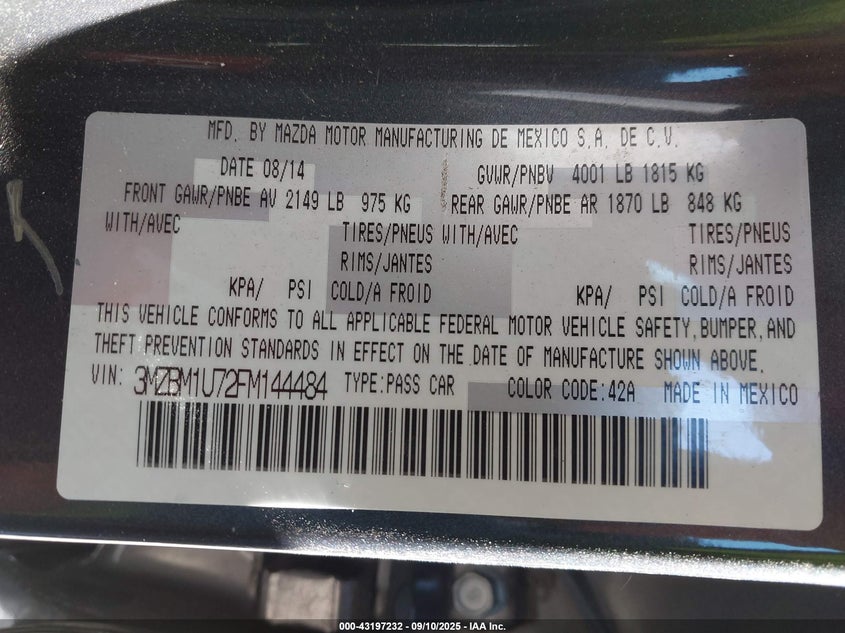 MFD. BY MAZDA MOTOR MANUFACTURING DE MEXICO S.A. DE C.V.
DATE 08/14 GVWR/PNBV 4001 LB 1815 KG
FRONT GAWR/PNBE AV 2149 LB 975 KG REAR GAWR/PNBE AR 1870 LB 848 KG
WITH/AVEC TIRES/PNEUS WITH/AVEC TIRES/PNEUS
RIMS/JANTES RIMS/JANTES
KPA/ PSI COLD/A FROID KPA/ PSI COLD/A FROID
THIS VEHICLE CONFORMS TO ALL APPLICABLE FEDERAL MOTOR VEHICLE SAFETY, BUMPER, AND
THEFT PREVENTION STANDARDS IN EFFECT ON THE DATE OF MANUFACTURE SHOWN ABOVE.
VIN: 3MZBM1U72FM144484 TYPE:PASS CAR COLOR CODE:42A MADE IN MEXICO
000-43197232 - 09/10/2025 - IAA Inc.